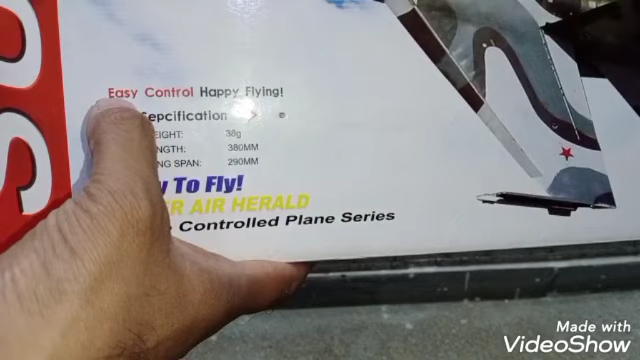 Easy Control Happy Flying!
Sepcification
EIGHT: 38g
NGTH: 380MM
NG SPAN: 290MM
To Fly!
ER AIR HERALD
Controlled Plane Series
Made with
VideoShow